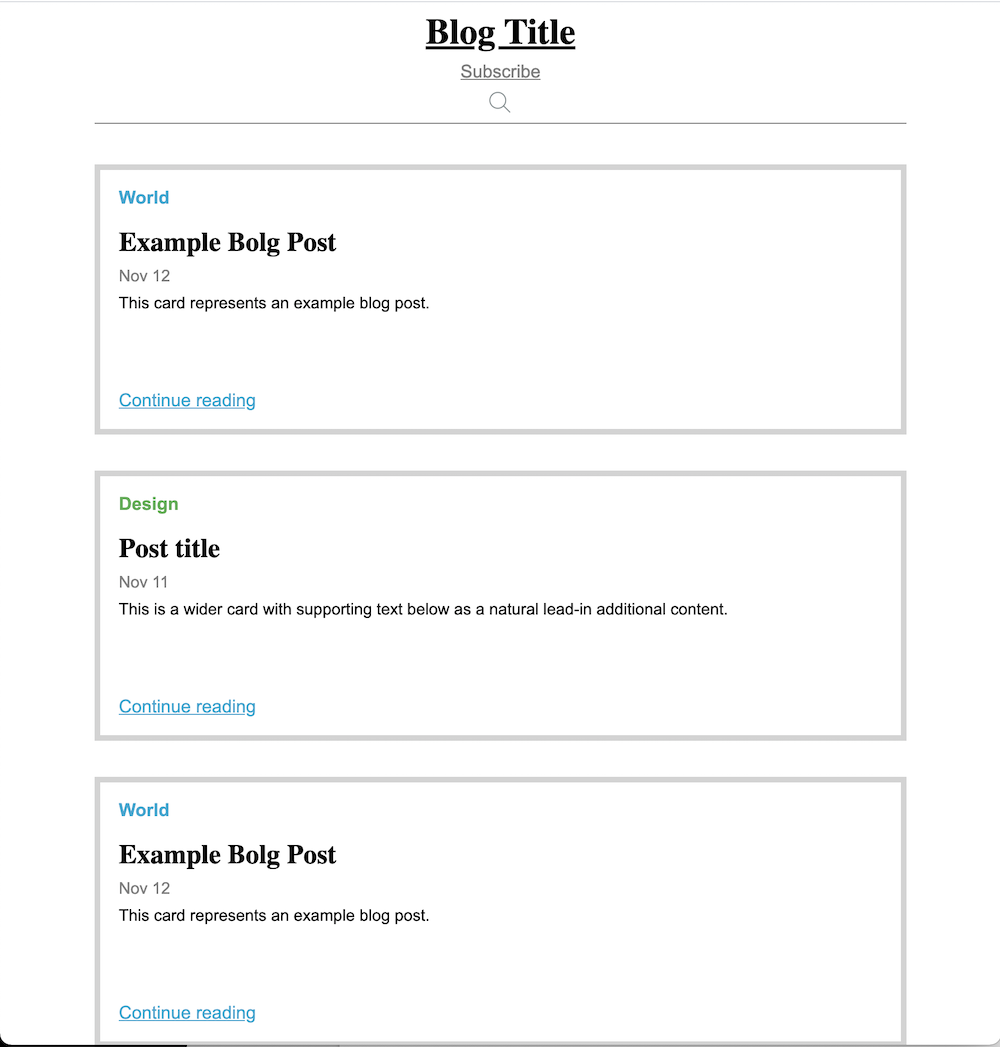 Blog Title
Subscribe
World
Example Bolg Post
Nov 12
This card represents an example blog post.
Continue reading
Design
Post title
Nov 11
This is a wider card with supporting text below as a natural lead-in additional content.
Continue reading
World
Example Bolg Post
Nov 12
This card represents an example blog post.
Continue reading